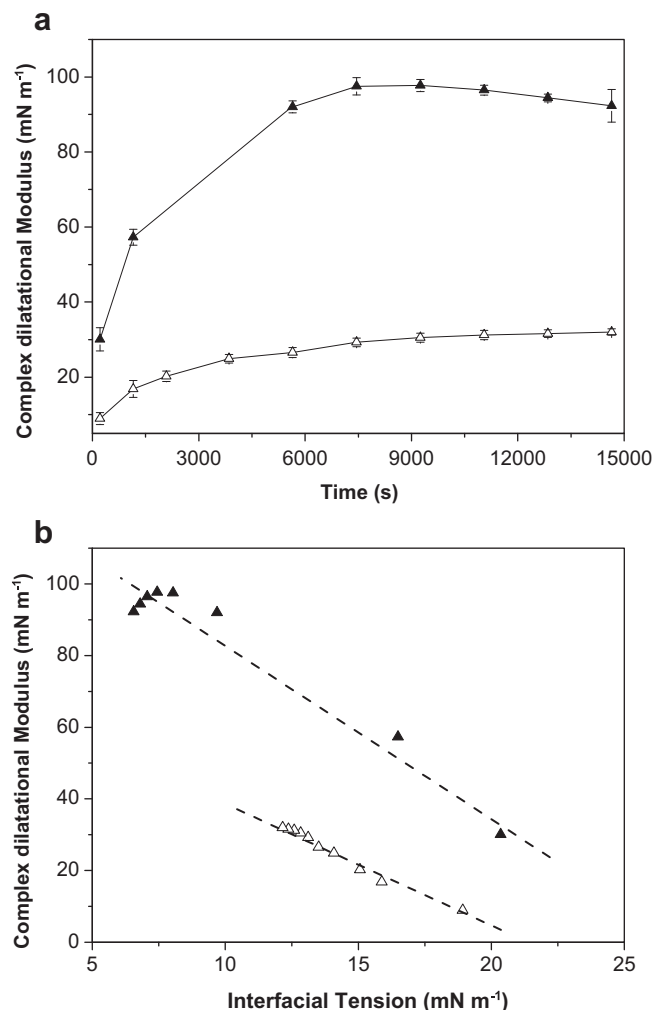 a
Complex dilatational Modulus (mN m⁻¹)
100
80
60
40
20
0 3000 6000 9000 12000 15000
Time (s)
b
Complex dilatational Modulus (mN m⁻¹)
100
80
60
40
20
0
5 10 15 20 25
Interfacial Tension (mN m⁻¹)